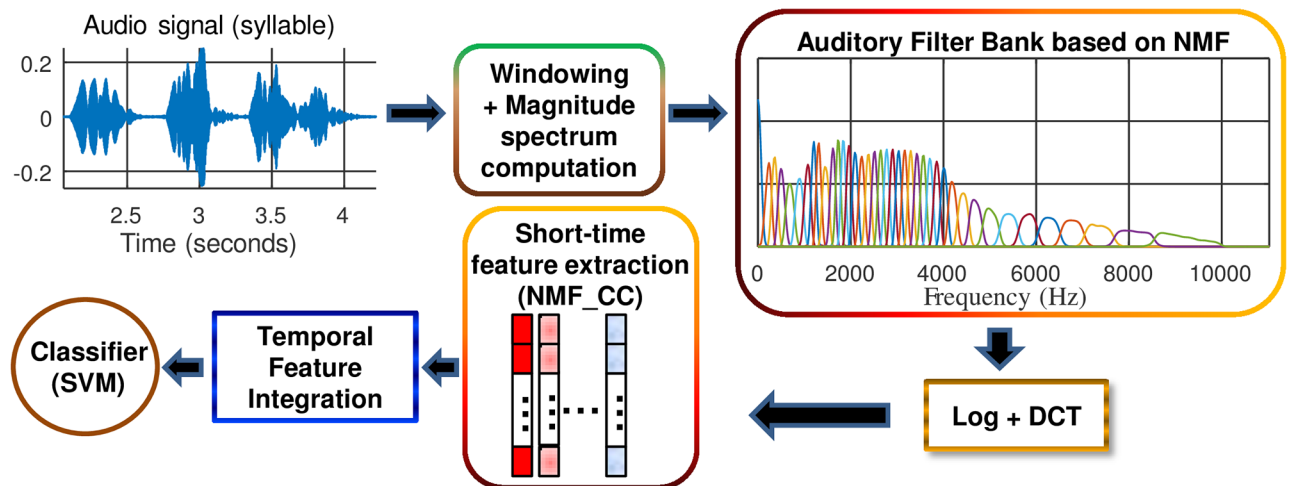 Audio signal (syllable)
0.2
0
-0.2
2.5 3 3.5 4
Time (seconds)
Windowing
+ Magnitude
spectrum
computation
Auditory Filter Bank based on NMF
0 2000 4000 6000 8000 10000
Frequency (Hz)
Log + DCT
Short-time
feature extraction
(NMF_CC)
Temporal
Feature
Integration
Classifier
(SVM)